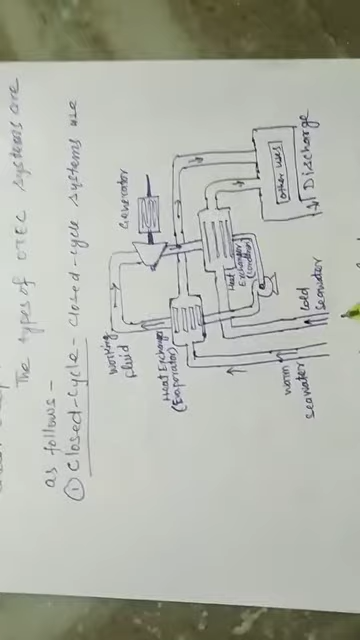 The types of OTEC systems are
as follows -
① Closed-Cycle - Closed-cycle systems use
Generator
Working
fluid
Heat Exchanger
(Evaporator)
Heat
Exchanger
(Condenser)
other uses
Discharge
Warm
seawater
Cold
seawater